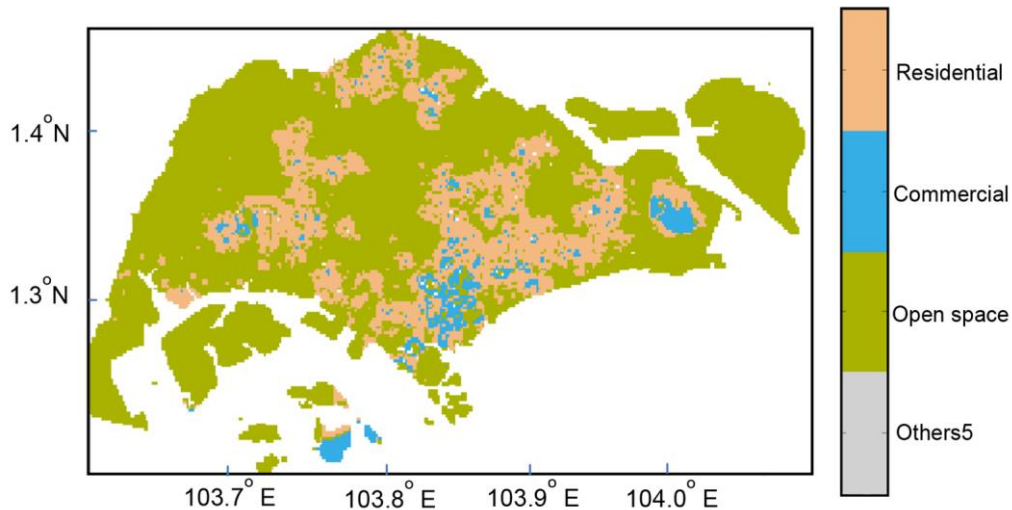 Residential
1.4°N
Commercial
1.3°N
Open space
Others5
103.7°E 103.8°E 103.9°E 104.0°E